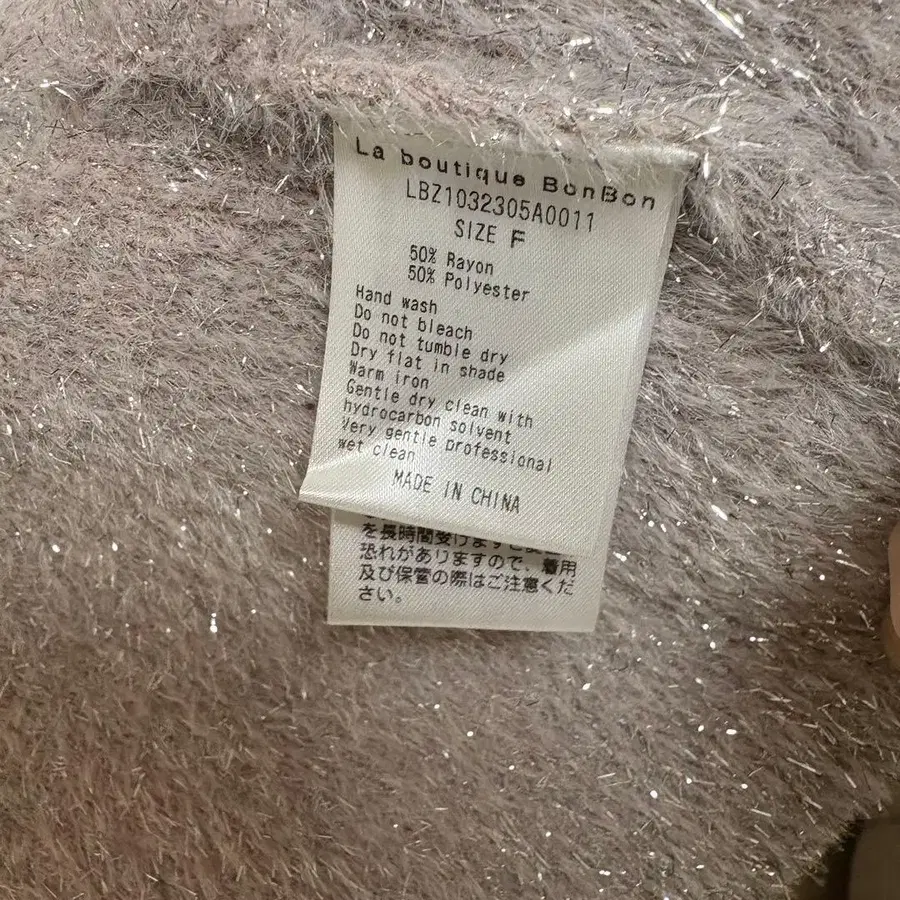 La boutique BonBon
LBZ1032305A0011
SIZE F
50% Rayon
50% Polyester
Hand wash
Do not bleach
Do not tumble dry
Dry flat in shade
Warm iron
Gentle dry clean with
hydrocarbon solvent
Very gentle professional
wet clean
MADE IN CHINA
を長時間受けますと
恐れがありますので、着用
及び保管の際はご注意くだ
さい。